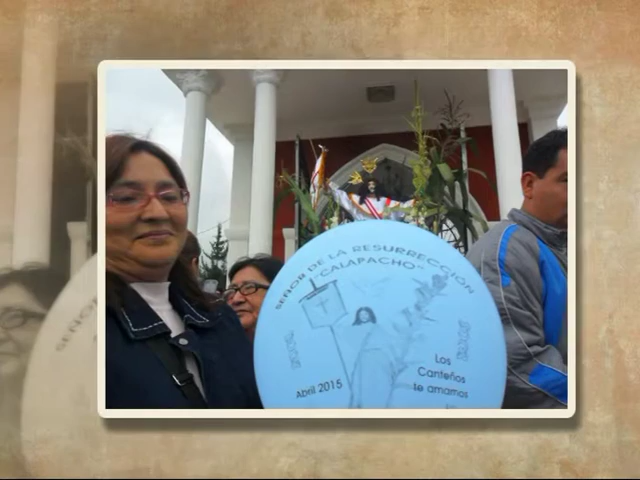 SEÑOR DE LA RESURRECCIÓN
"CALAPACHO"
Abril 2015
Los
Canteños
te amamos